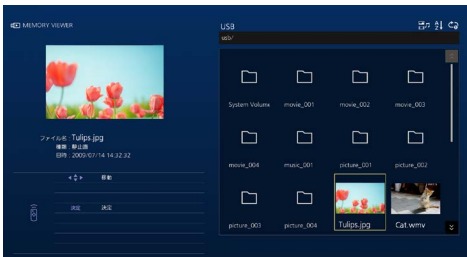 MEMORY VIEWER
ファイル名 : Tulips.jpg
種類 : 静止画
日時 : 2009/07/14 14:32:32
移動
決定 決定
USB
usb/
System Volume
movie_001
movie_002
movie_003
movie_004
music_001
picture_001
picture_002
picture_003
picture_004
Tulips.jpg
Cat.wmv